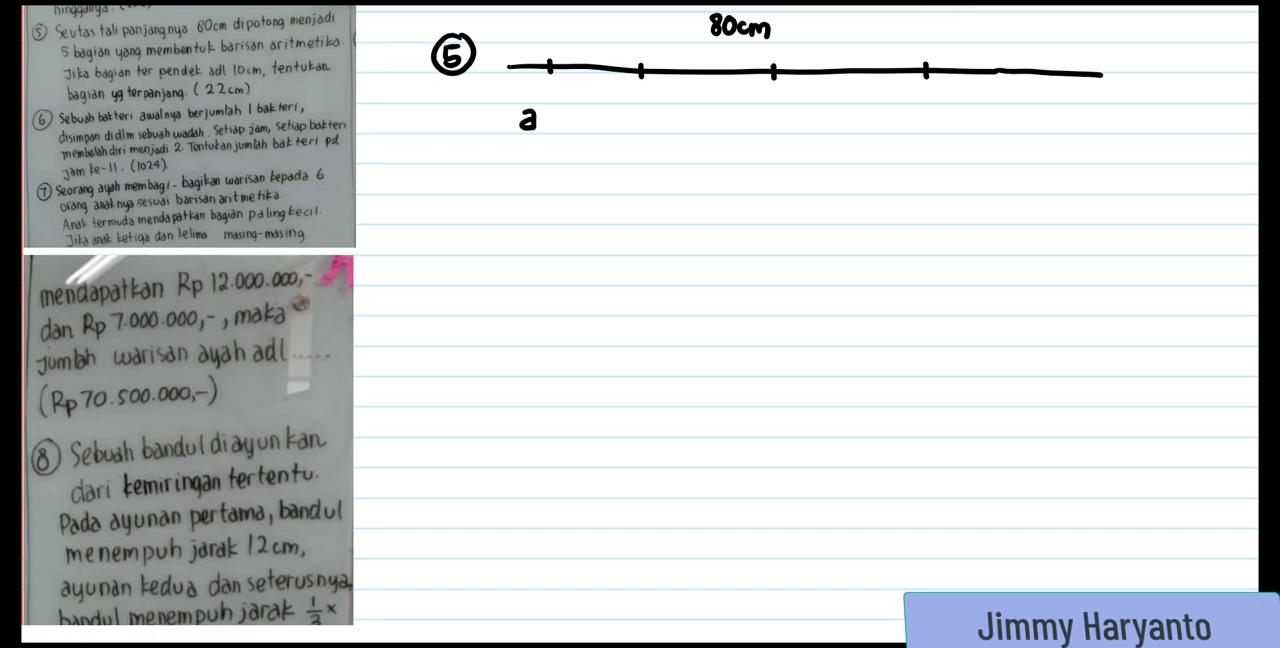 hingganya.
⑤ Seutas tali panjangnya 80cm dipotong menjadi
5 bagian yang membentuk barisan aritmetika.
Jika bagian terpendek adl 10cm, tentukan
bagian yg terpanjang. (22cm)
⑥ Sebuah bakteri awalnya berjumlah 1 bakteri,
disimpan didlm sebuah wadah. Setiap jam, setiap bakteri
membelah diri menjadi 2. Tentukan jumlah bakteri pd
jam ke-11. (1024).
⑦ Seorang ayah membagi-bagikan warisan kepada 6
orang anaknya sesuai barisan aritmetika.
Anak termuda mendapatkan bagian paling kecil.
Jika anak ketiga dan kelima masing-masing
mendapatkan Rp 12.000.000,-
dan Rp 7.000.000,-, maka
jumlah warisan ayah adl .....
(Rp 70.500.000,-)
⑧ Sebuah bandul diayunkan
dari kemiringan tertentu.
Pada ayunan pertama, bandul
menempuh jarak 12cm,
ayunan kedua dan seterusnya,
bandul menempuh jarak 1/3 ×
80cm
⑤
a
Jimmy Haryanto